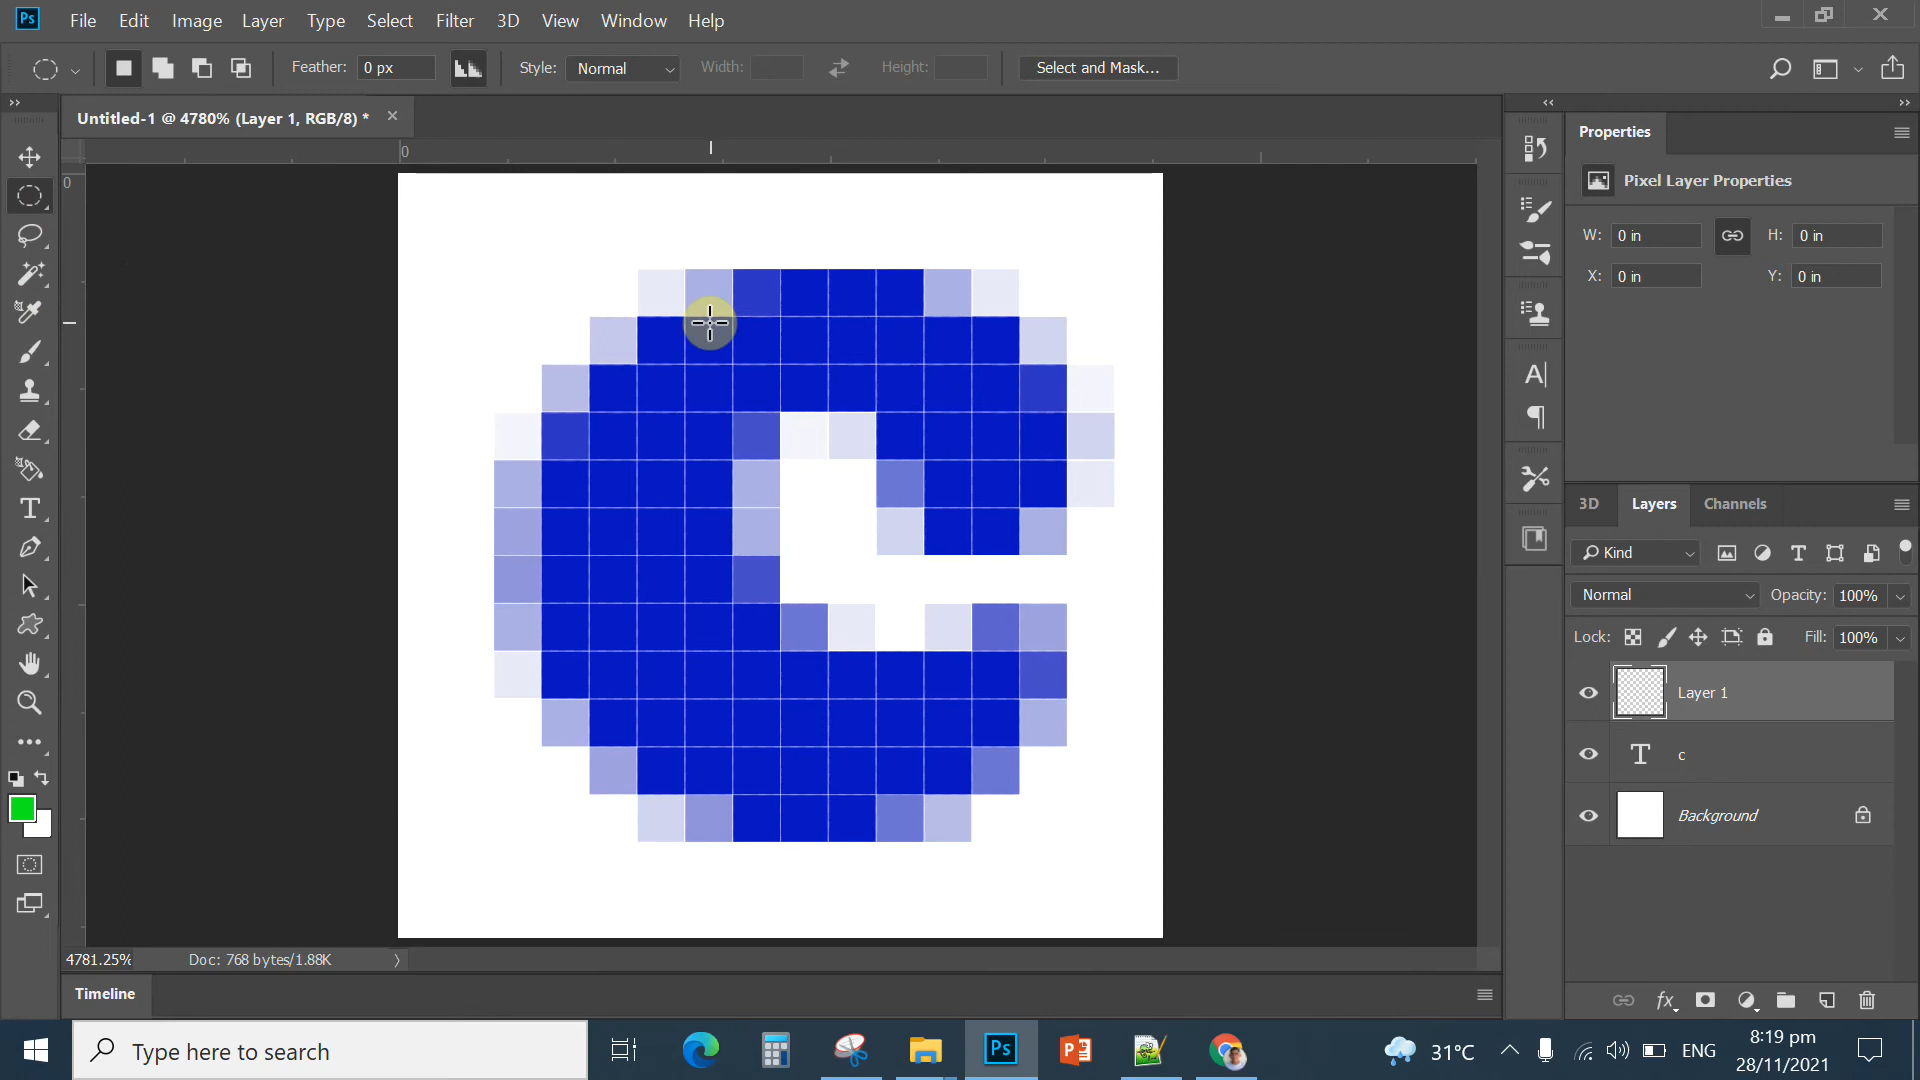 Ps File Edit Image Layer Type Select Filter 3D View Window Help
Feather: 0 px Style: Normal Width: Height: Select and Mask...
Untitled-1 @ 4780% (Layer 1, RGB/8) *
0
0
Properties
Pixel Layer Properties
W: 0 in H: 0 in
X: 0 in Y: 0 in
3D Layers Channels
Kind
Normal Opacity: 100%
Lock: Fill: 100%
Layer 1
c
Background
4781.25% Doc: 768 bytes/1.88K
Timeline
Type here to search
Ps
31°C
ENG
8:19 pm
28/11/2021